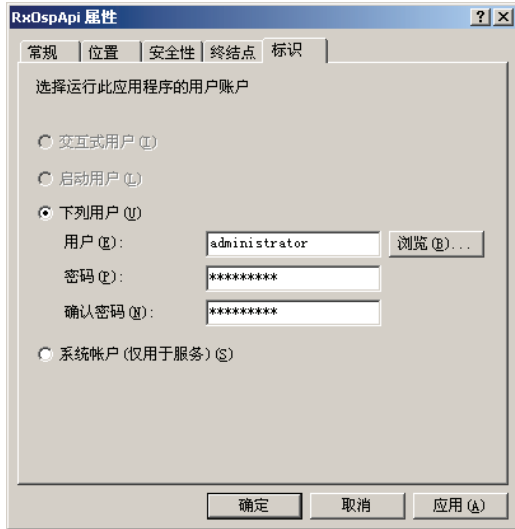 RxOspApi 属性
常规 位置 安全性 终结点 标识
选择运行此应用程序的用户账户
交互式用户(I)
启动用户(L)
下列用户(U)
用户(E): administrator 浏览(B)...
密码(P): *********
确认密码(N): *********
系统帐户(仅用于服务)(S)
确定 取消 应用(A)